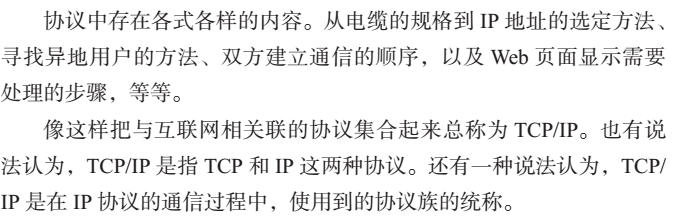 协议中存在各式各样的内容。从电缆的规格到 IP 地址的选定方法、
寻找异地用户的方法、双方建立通信的顺序，以及 Web 页面显示需要
处理的步骤，等等。
像这样把与互联网相关联的协议集合起来总称为 TCP/IP。也有说
法认为，TCP/IP 是指 TCP 和 IP 这两种协议。还有一种说法认为，TCP/
IP 是在 IP 协议的通信过程中，使用到的协议族的统称。